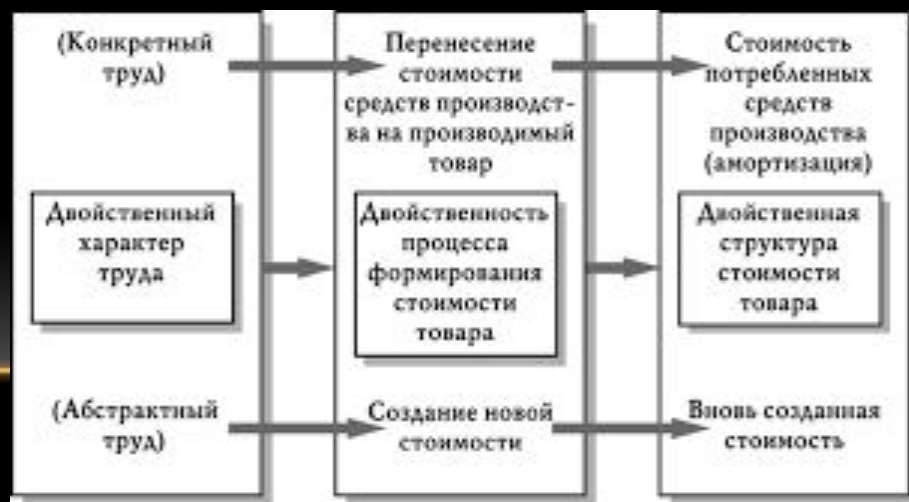 (Конкретный
труд)
Двойственный
характер
труда
(Абстрактный
труд)
Перенесение
стоимости
средств производст-
ва на производимый
товар
Двойственность
процесса
формирования
стоимости
товара
Создание новой
стоимости
Стоимость
потребленных
средств
производства
(амортизация)
Двойственная
структура
стоимости
товара
Вновь созданная
стоимость